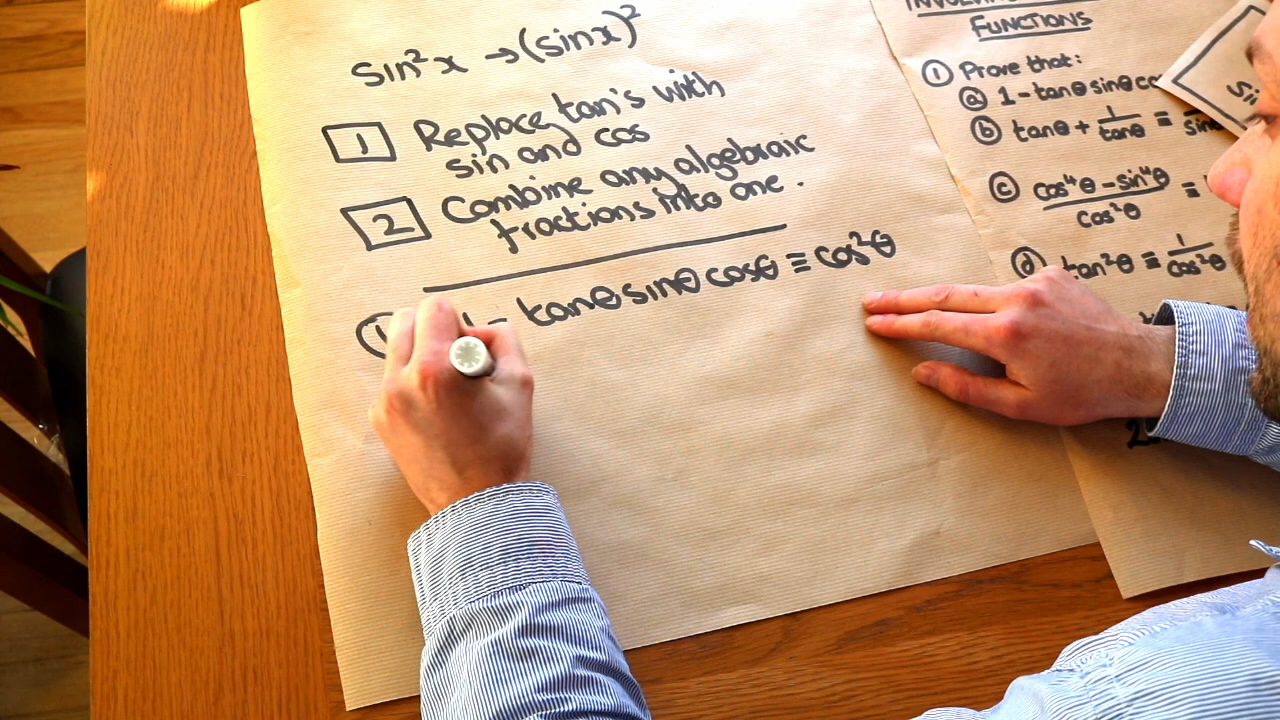 sin²x → (sinx)²
1 Replace tan's with
sin and cos
2 Combine any algebraic
fractions into one.
1 - tanθ sinθ cosθ ≡ cos²θ
FUNCTIONS
① Prove that:
ⓐ 1 - tanθ sinθ
ⓑ tanθ + 1/tanθ ≡
ⓒ cos⁴θ - sin⁴θ / cos²θ ≡
ⓓ tan²θ ≡ 1/cos²θ